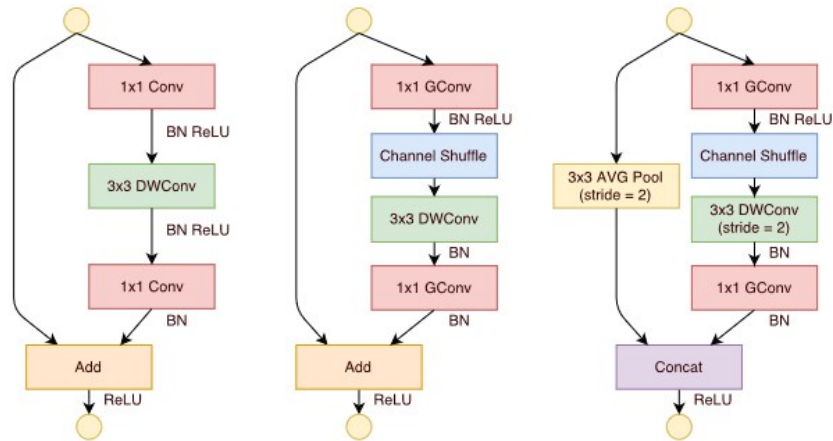 1x1 Conv
BN ReLU
3x3 DWConv
BN ReLU
1x1 Conv
BN
Add
ReLU
1x1 GConv
BN ReLU
Channel Shuffle
3x3 DWConv
BN
1x1 GConv
BN
Add
ReLU
3x3 AVG Pool
(stride = 2)
1x1 GConv
BN ReLU
Channel Shuffle
3x3 DWConv
(stride = 2)
BN
1x1 GConv
BN
Concat
ReLU